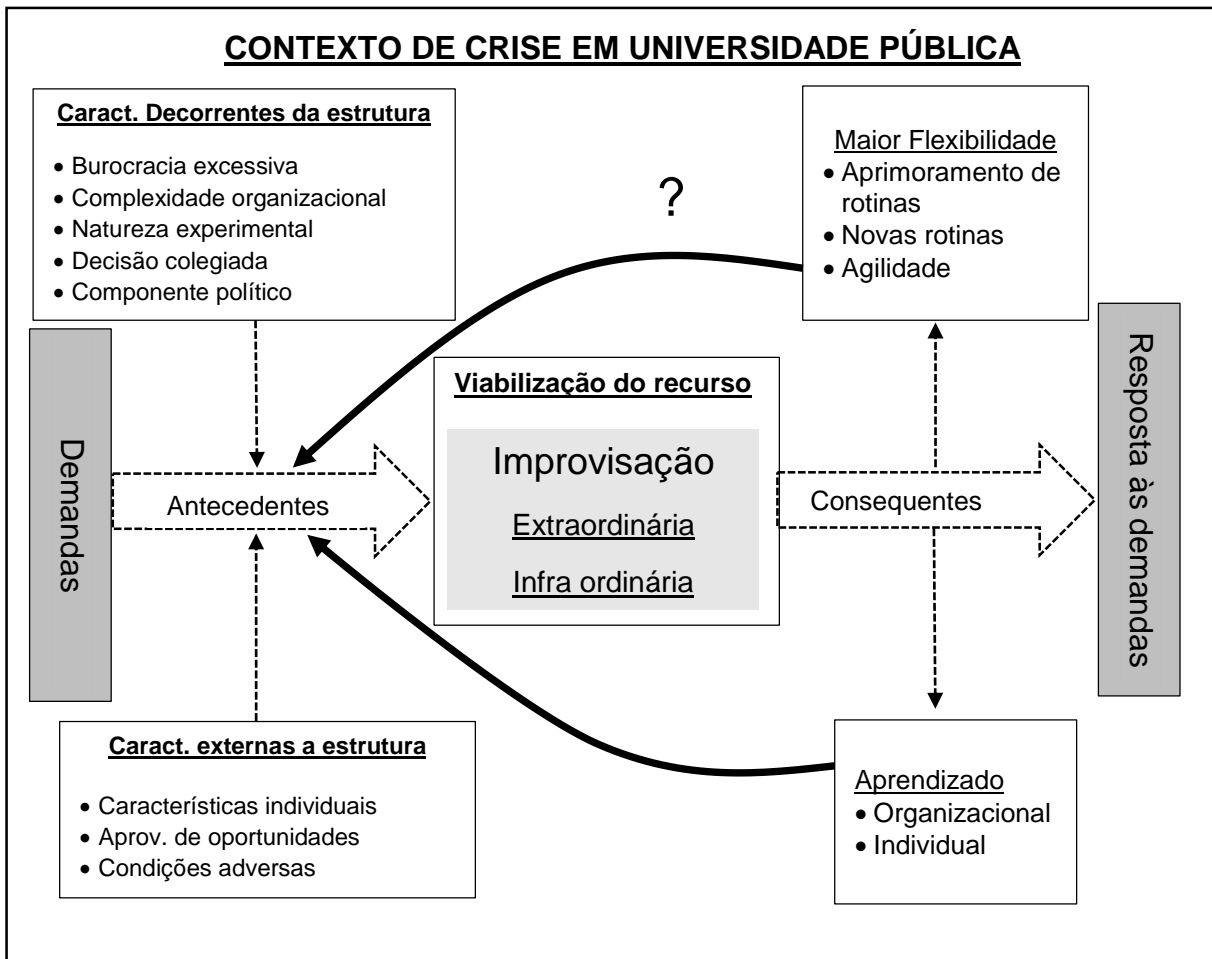 CONTEXTO DE CRISE EM UNIVERSIDADE PÚBLICA
Caract. Decorrentes da estrutura
• Burocracia excessiva
• Complexidade organizacional
• Natureza experimental
• Decisão colegiada
• Componente político
?
Maior Flexibilidade
• Aprimoramento de
rotinas
• Novas rotinas
• Agilidade
Demandas
Antecedentes
Viabilização do recurso
Improvisação
Extraordinária
Infra ordinária
Consequentes
Resposta às demandas
Caract. externas a estrutura
• Características individuais
• Aprov. de oportunidades
• Condições adversas
Aprendizado
• Organizacional
• Individual